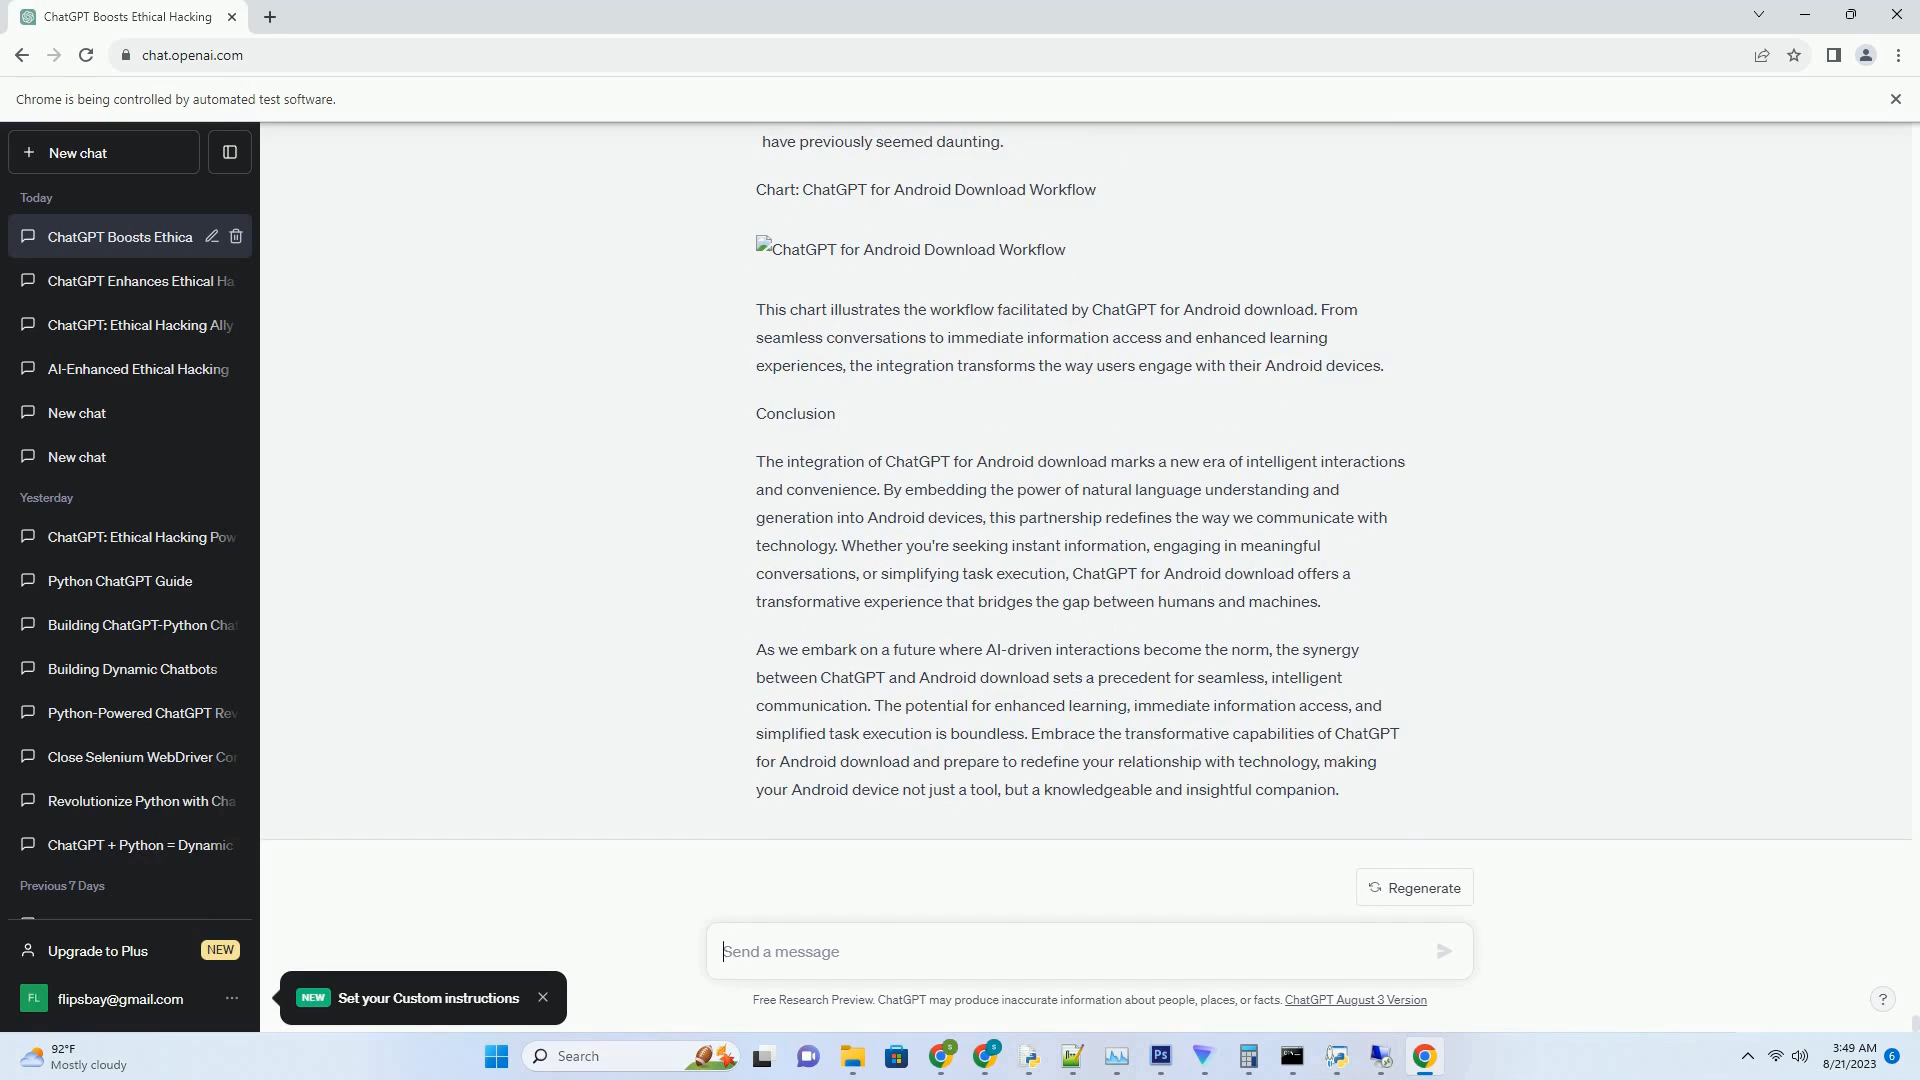 ChatGPT Boosts Ethical Hacking
chat.openai.com
Chrome is being controlled by automated test software.
New chat
Today
ChatGPT Boosts Ethica
ChatGPT Enhances Ethical Ha
ChatGPT: Ethical Hacking Ally
AI-Enhanced Ethical Hacking
New chat
New chat
Yesterday
ChatGPT: Ethical Hacking Pow
Python ChatGPT Guide
Building ChatGPT-Python Cha
Building Dynamic Chatbots
Python-Powered ChatGPT Rev
Close Selenium WebDriver Cor
Revolutionize Python with Cha
ChatGPT + Python = Dynamic
Previous 7 Days
Upgrade to Plus NEW
FL flipsbay@gmail.com
have previously seemed daunting.
Chart: ChatGPT for Android Download Workflow
ChatGPT for Android Download Workflow
This chart illustrates the workflow facilitated by ChatGPT for Android download. From
seamless conversations to immediate information access and enhanced learning
experiences, the integration transforms the way users engage with their Android devices.
Conclusion
The integration of ChatGPT for Android download marks a new era of intelligent interactions
and convenience. By embedding the power of natural language understanding and
generation into Android devices, this partnership redefines the way we communicate with
technology. Whether you're seeking instant information, engaging in meaningful
conversations, or simplifying task execution, ChatGPT for Android download offers a
transformative experience that bridges the gap between humans and machines.
As we embark on a future where AI-driven interactions become the norm, the synergy
between ChatGPT and Android download sets a precedent for seamless, intelligent
communication. The potential for enhanced learning, immediate information access, and
simplified task execution is boundless. Embrace the transformative capabilities of ChatGPT
for Android download and prepare to redefine your relationship with technology, making
your Android device not just a tool, but a knowledgeable and insightful companion.
Regenerate
Send a message
NEW Set your Custom instructions
Free Research Preview. ChatGPT may produce inaccurate information about people, places, or facts. ChatGPT August 3 Version
?
92°F
Mostly cloudy
Search
S
S
Ps
3:49 AM
8/21/2023
6